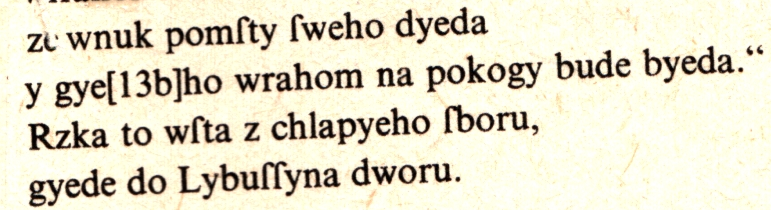 ze wnuk pomſty ſweho dyeda
y gye[13b]ho wrahom na pokogy bude byeda.“
Rzka to wſta z chlapyeho ſboru,
gyede do Lybuſſyna dworu.